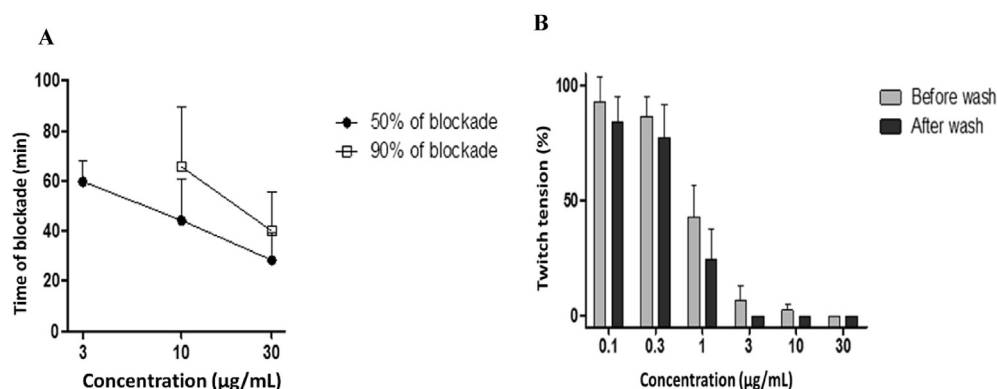 A
100
80
60
40
20
0
Time of blockade (min)
3 10 30
Concentration (µg/mL)
50% of blockade
90% of blockade
B
100
50
0
Twitch tension (%)
0.1 0.3 1 3 10 30
Concentration (µg/mL)
Before wash
After wash